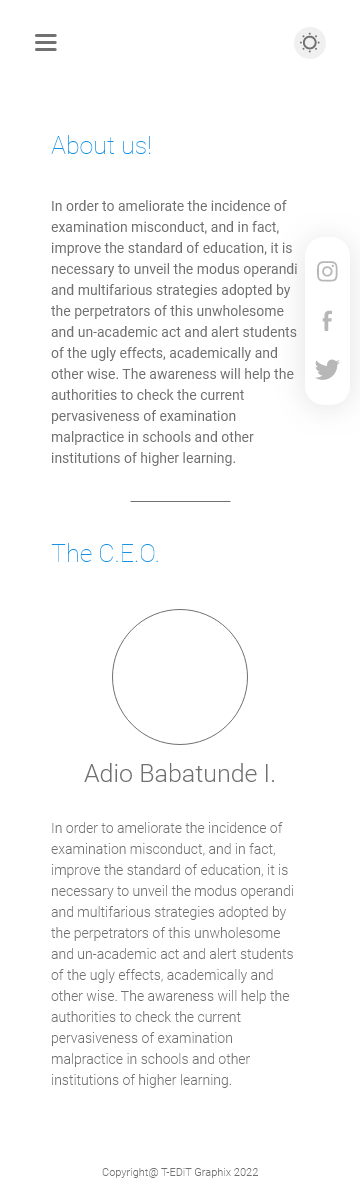 About us!
In order to ameliorate the incidence of
examination misconduct, and in fact,
improve the standard of education, it is
necessary to unveil the modus operandi
and multifarious strategies adopted by
the perpetrators of this unwholesome
and un-academic act and alert students
of the ugly effects, academically and
other wise. The awareness will help the
authorities to check the current
pervasiveness of examination
malpractice in schools and other
institutions of higher learning.
The C.E.O.
Adio Babatunde I.
In order to ameliorate the incidence of
examination misconduct, and in fact,
improve the standard of education, it is
necessary to unveil the modus operandi
and multifarious strategies adopted by
the perpetrators of this unwholesome
and un-academic act and alert students
of the ugly effects, academically and
other wise. The awareness will help the
authorities to check the current
pervasiveness of examination
malpractice in schools and other
institutions of higher learning.
Copyright@ T-EDiT Graphix 2022